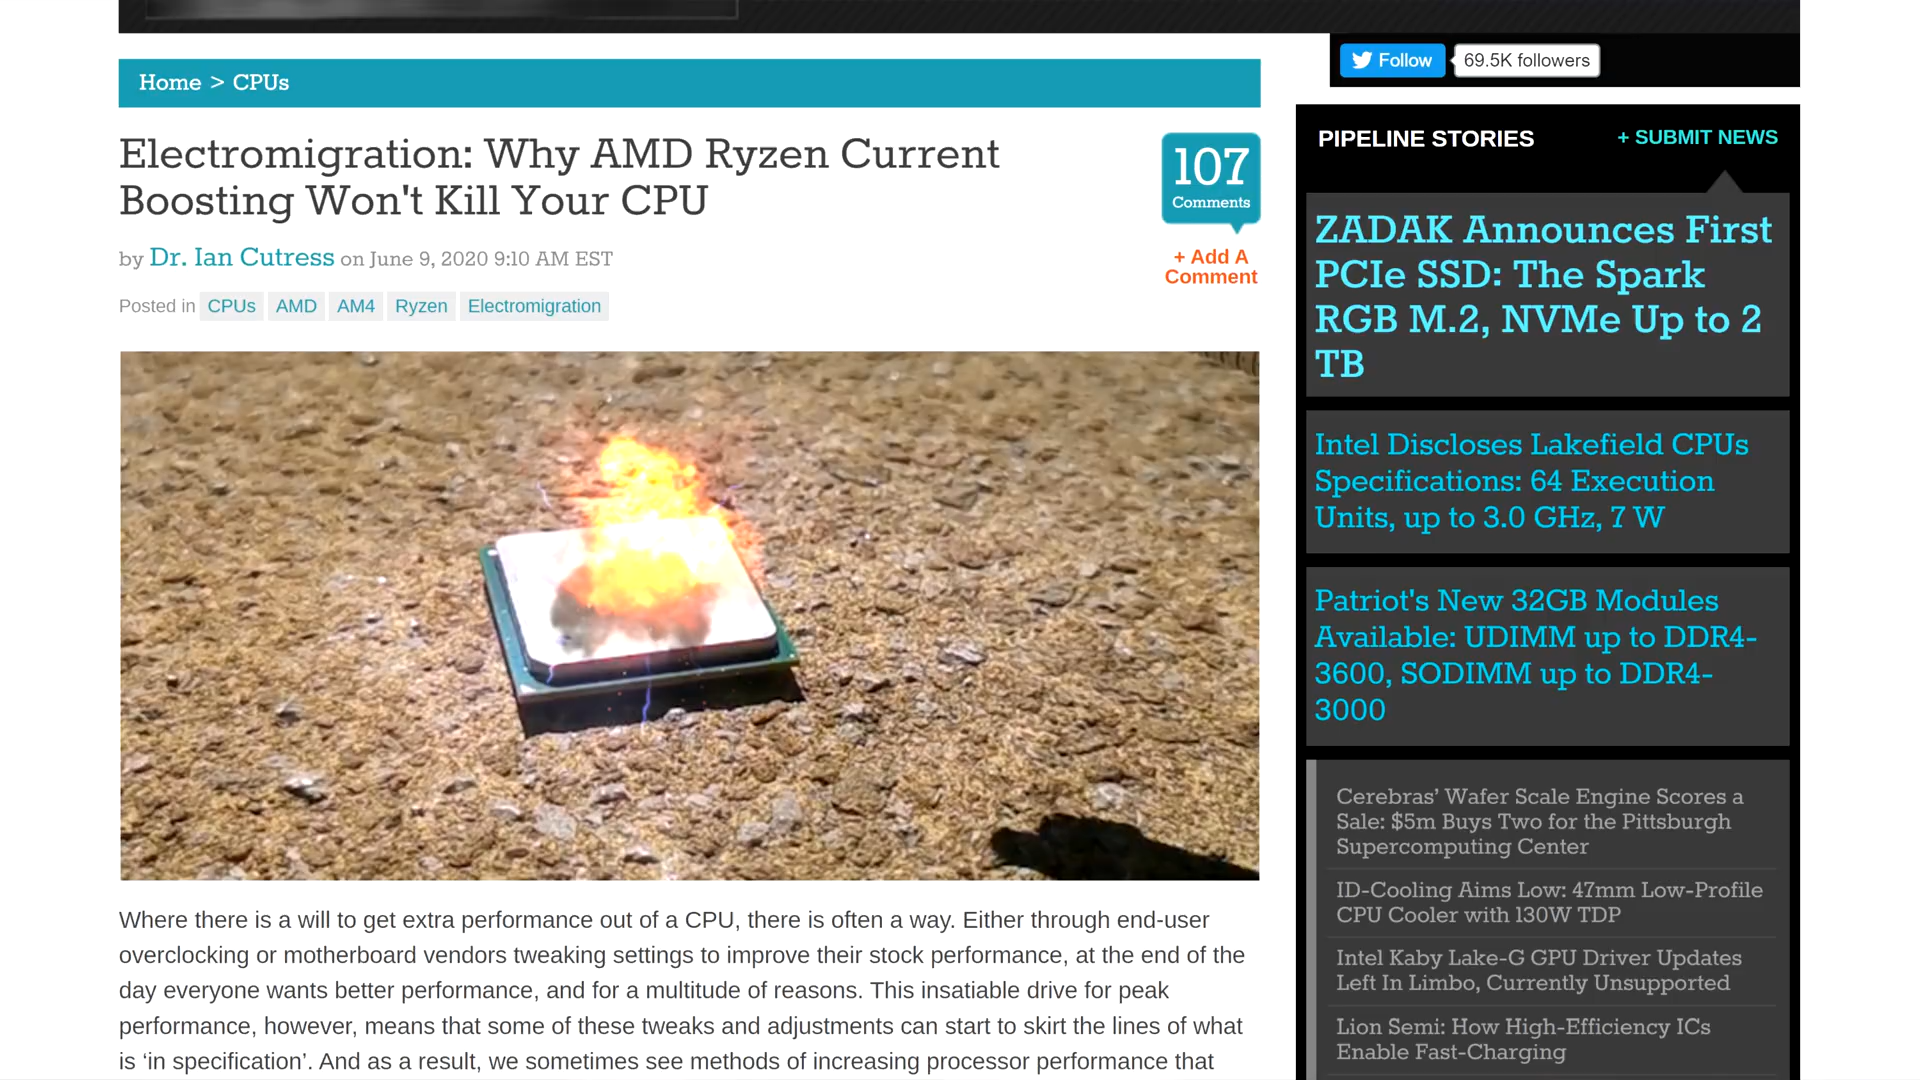 Home > CPUs
Electromigration: Why AMD Ryzen Current
Boosting Won't Kill Your CPU
by Dr. Ian Cutress on June 9, 2020 9:10 AM EST
Posted in CPUs AMD AM4 Ryzen Electromigration
107
Comments
+ Add A
Comment
Where there is a will to get extra performance out of a CPU, there is often a way. Either through end-user
overclocking or motherboard vendors tweaking settings to improve their stock performance, at the end of the
day everyone wants better performance, and for a multitude of reasons. This insatiable drive for peak
performance, however, means that some of these tweaks and adjustments can start to skirt the lines of what
is ‘in specification’. And as a result, we sometimes see methods of increasing processor performance that
Follow 69.5K followers
PIPELINE STORIES + SUBMIT NEWS
ZADAK Announces First
PCIe SSD: The Spark
RGB M.2, NVMe Up to 2
TB
Intel Discloses Lakefield CPUs
Specifications: 64 Execution
Units, up to 3.0 GHz, 7 W
Patriot's New 32GB Modules
Available: UDIMM up to DDR4-
3600, SODIMM up to DDR4-
3000
Cerebras’ Wafer Scale Engine Scores a
Sale: $5m Buys Two for the Pittsburgh
Supercomputing Center
ID-Cooling Aims Low: 47mm Low-Profile
CPU Cooler with 130W TDP
Intel Kaby Lake-G GPU Driver Updates
Left In Limbo, Currently Unsupported
Lion Semi: How High-Efficiency ICs
Enable Fast-Charging